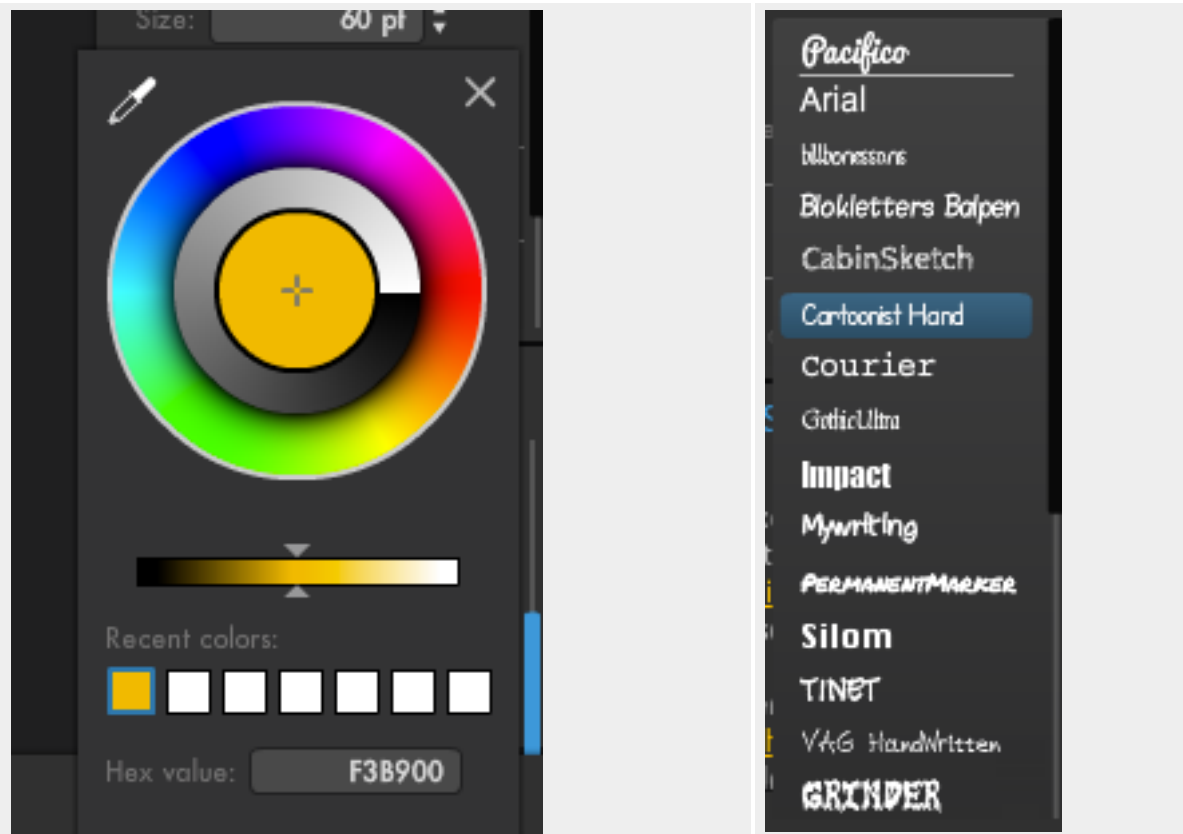 Size: 60 pt
Recent colors:
Hex value: F3B900
Pacifico
Arial
billbonessons
Blokletters Balpen
CabinSketch
Cartoonist Hand
Courier
GothicUltra
Impact
Mywriting
PERMANENTMARKER
Silom
TINET
VAG HandWritten
GRINDER